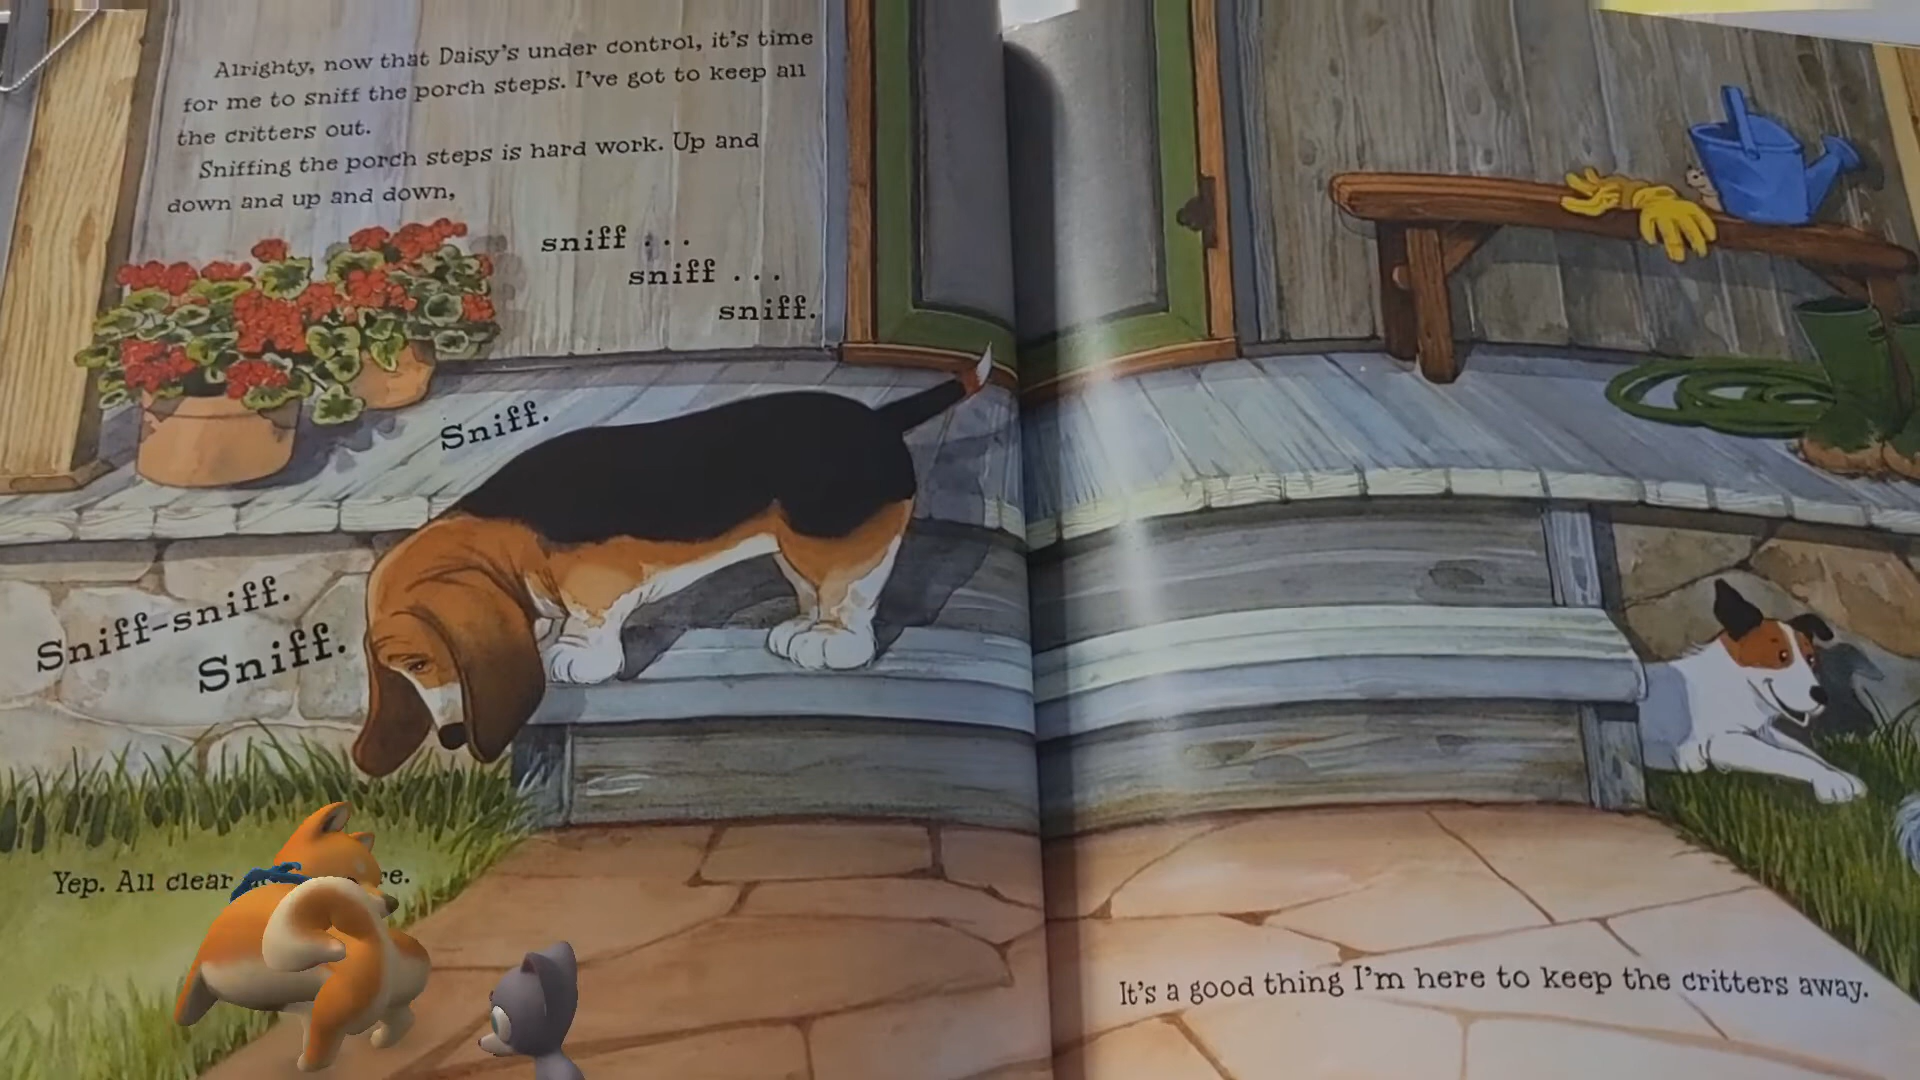 Alrighty, now that Daisy's under control, it's time
for me to sniff the porch steps. I've got to keep all
the critters out.
Sniffing the porch steps is hard work. Up and
down and up and down,
sniff . . .
sniff . . .
sniff.
Sniff.
Sniff-sniff.
Sniff.
Yep. All clear
It's a good thing I'm here to keep the critters away.